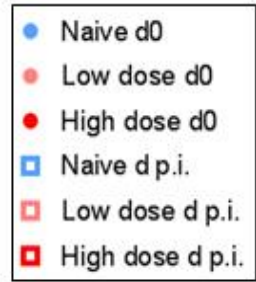 Naive d0
Low dose d0
High dose d0
Naive d p.i.
Low dose d p.i.
High dose d p.i.